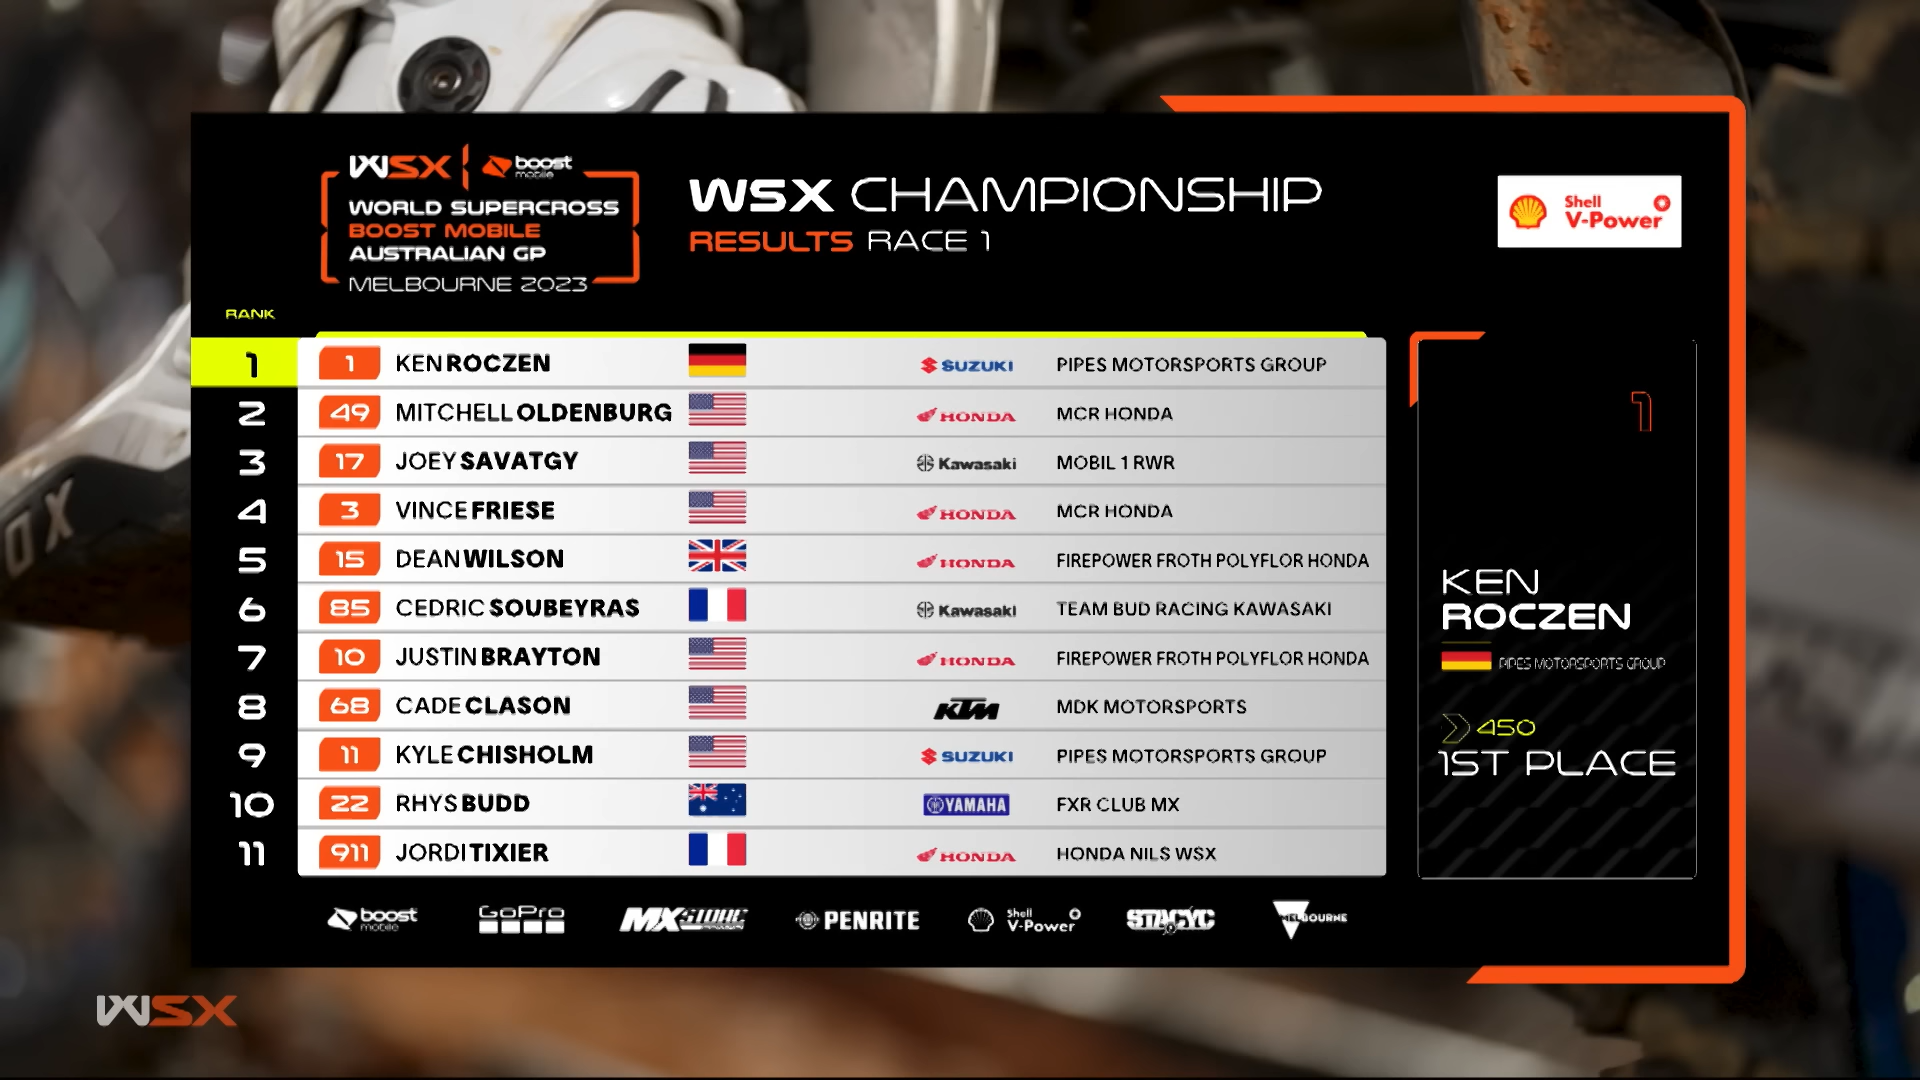 WSX boost mobile
WORLD SUPERCROSS
BOOST MOBILE
AUSTRALIAN GP
MELBOURNE 2023
WSX CHAMPIONSHIP
RESULTS RACE 1
Shell
V-Power
RANK
1 1 KEN ROCZEN SUZUKI PIPES MOTORSPORTS GROUP
2 49 MITCHELL OLDENBURG HONDA MCR HONDA
3 17 JOEY SAVATGY Kawasaki MOBIL 1 RWR
4 3 VINCE FRIESE HONDA MCR HONDA
5 15 DEAN WILSON HONDA FIREPOWER FROTH POLYFLOR HONDA
6 85 CEDRIC SOUBEYRAS Kawasaki TEAM BUD RACING KAWASAKI
7 10 JUSTIN BRAYTON HONDA FIREPOWER FROTH POLYFLOR HONDA
8 68 CADE CLASON KTM MDK MOTORSPORTS
9 11 KYLE CHISHOLM SUZUKI PIPES MOTORSPORTS GROUP
10 22 RHYS BUDD YAMAHA FXR CLUB MX
11 911 JORDI TIXIER HONDA HONDA NILS WSX
1
KEN
ROCZEN
PIPES MOTORSPORTS GROUP
450
1ST PLACE
boost mobile GoPro MX STORE PENRITE Shell V-Power STACYC MELBOURNE
WSX